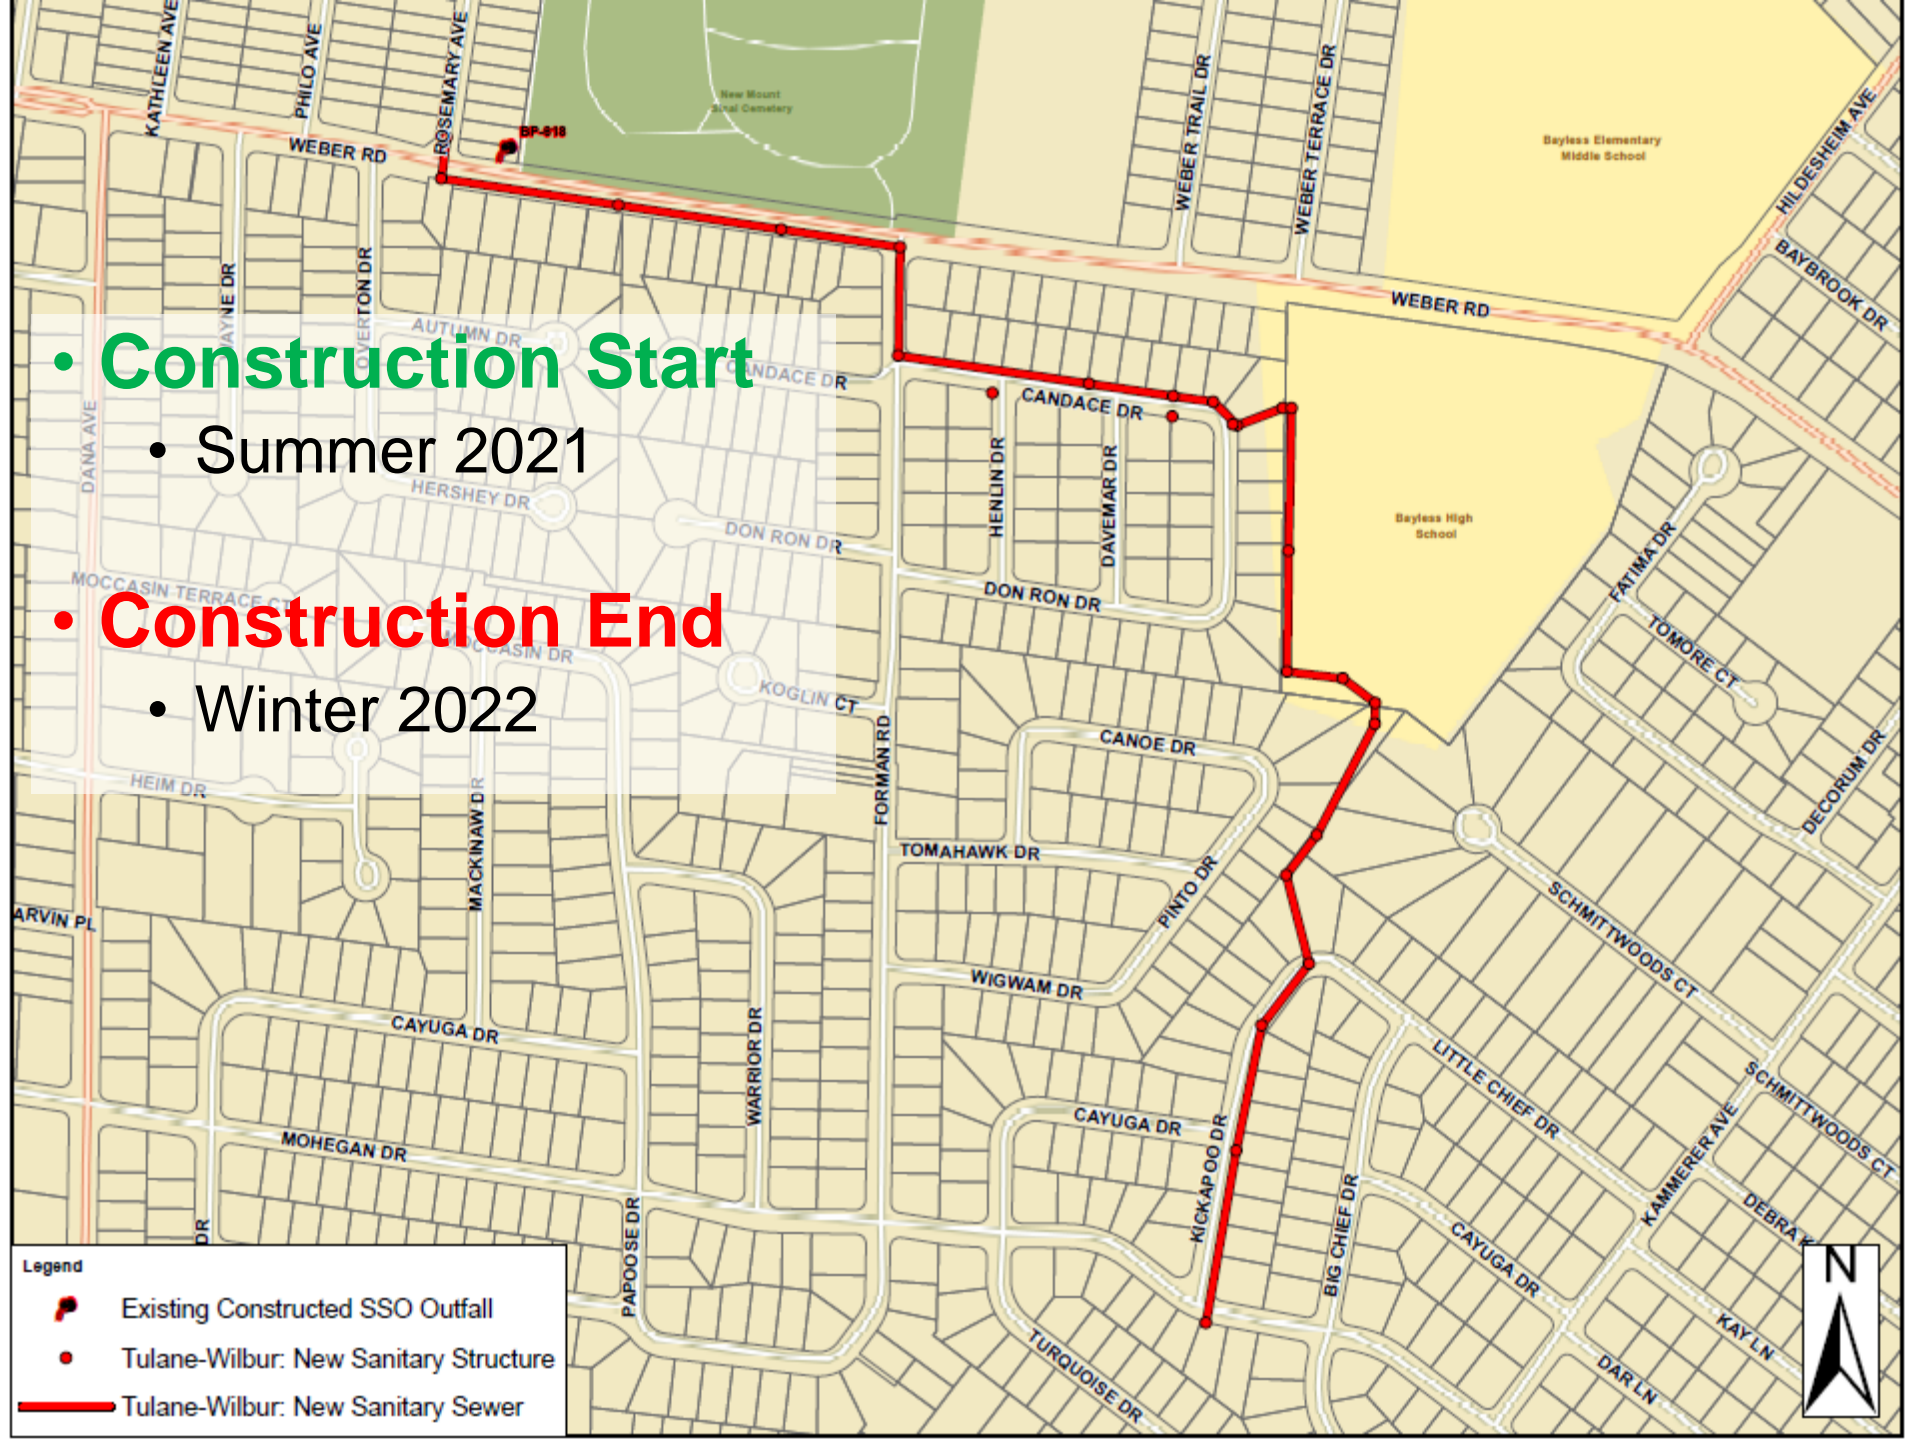 KATHLEEN AVE
PHILO AVE
ROSEMARY AVE
New Mount
Sinai Cemetery
BP-618
WEBER RD
WEBER TRAIL DR
WEBER TERRACE DR
Bayless Elementary
Middle School
HILDESHEIM AVE
BAYBROOK DR
WEBER RD
OVERTON DR
AUTUMN DR
• Construction Start
CANDACE DR
CANDACE DR
DANA AVE
• Summer 2021
HERSHEY DR
HENLIN DR
DAVEMAR DR
DON RON DR
Bayless High
School
FATIMA DR
MOCCASIN TERRACE CT
DON RON DR
• Construction End
MOCCASIN DR
TOMORE CT
KOGLIN CT
• Winter 2022
FORMAN RD
CANOE DR
DECORUM DR
HEIM DR
MACKINAW DR
TOMAHAWK DR
PINTO DR
ARVIN PL
SCHMITTWOODS CT
WIGWAM DR
CAYUGA DR
WARRIOR DR
LITTLE CHIEF DR
SCHMITTWOODS CT
CAYUGA DR
MOHEGAN DR
KICKAPOO DR
KAMMERER AVE
BIG CHIEF DR
DEBRA K
DR
PAPOOSE DR
CAYUGA DR
N
Legend
Existing Constructed SSO Outfall
Tulane-Wilbur: New Sanitary Structure
Tulane-Wilbur: New Sanitary Sewer
TURQUOISE DR
KAY LN
DAR LN